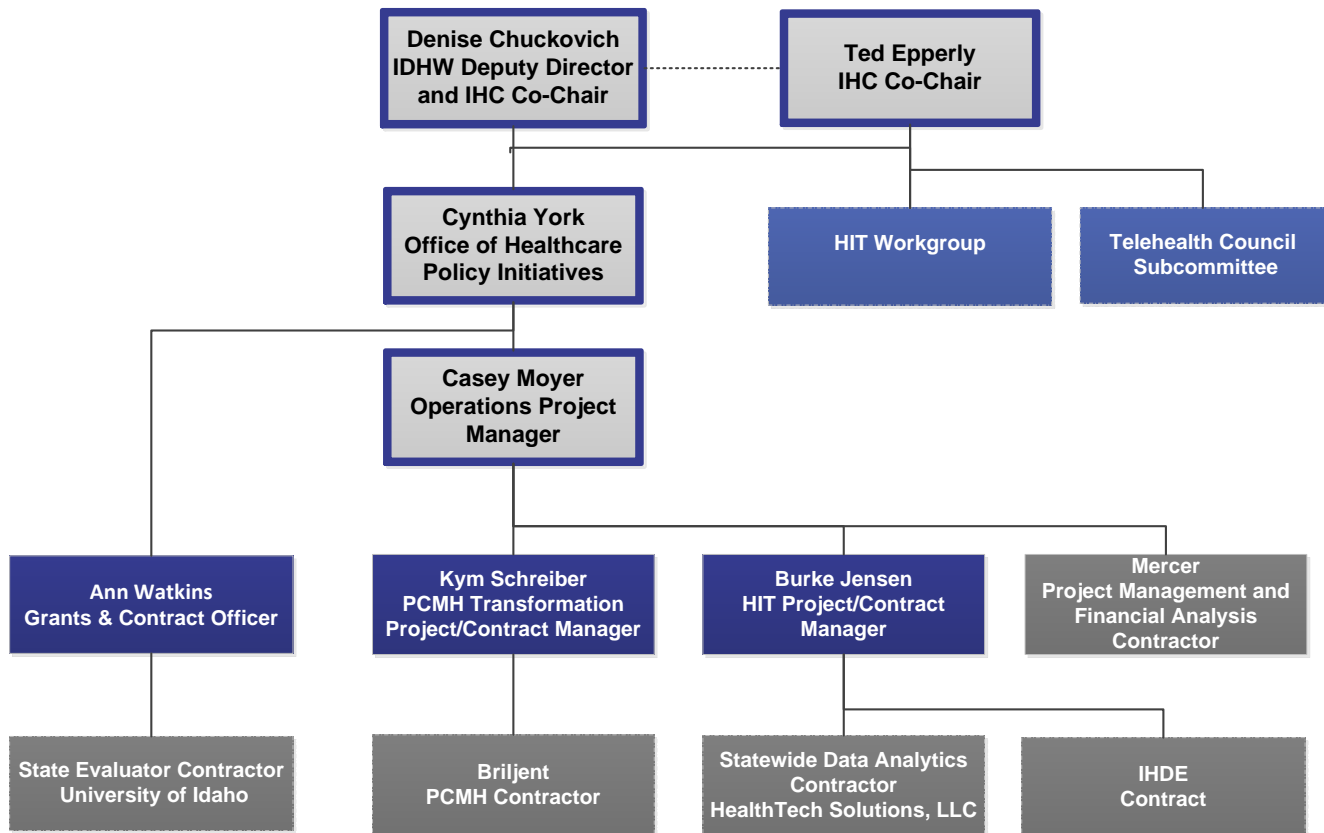 Denise Chuckovich
IDHW Deputy Director
and IHC Co-Chair
Ted Epperly
IHC Co-Chair
Cynthia York
Office of Healthcare
Policy Initiatives
HIT Workgroup
Telehealth Council
Subcommittee
Casey Moyer
Operations Project
Manager
Ann Watkins
Grants & Contract Officer
Kym Schreiber
PCMH Transformation
Project/Contract Manager
Burke Jensen
HIT Project/Contract
Manager
Mercer
Project Management and
Financial Analysis
Contractor
State Evaluator Contractor
University of Idaho
Briljent
PCMH Contractor
Statewide Data Analytics
Contractor
HealthTech Solutions, LLC
IHDE
Contract